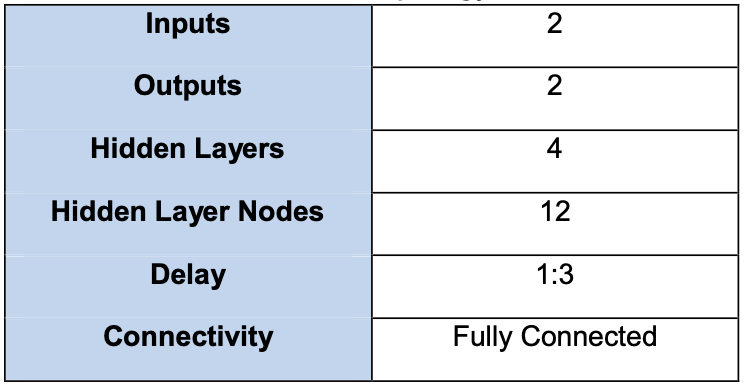 Inputs 2
Outputs 2
Hidden Layers 4
Hidden Layer Nodes 12
Delay 1:3
Connectivity Fully Connected